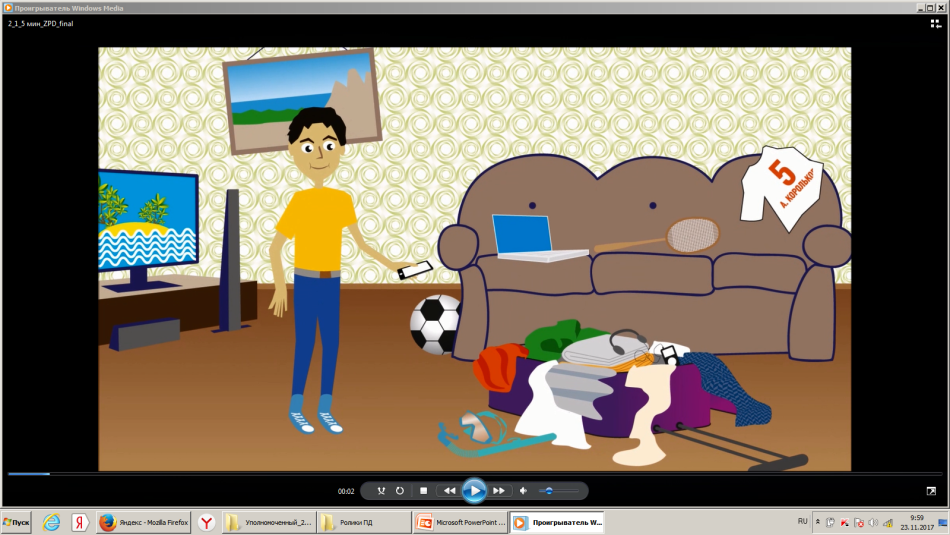 Проигрыватель Windows Media
2_1_5 мин_ZPD_final
5
А. КОРОЛЬКОВ
00:02
Пуск
Яндекс - Mozilla Firefox
Уполномоченный_2...
Ролики ПД
Microsoft PowerPoint ...
Проигрыватель W...
RU
9:59
23.11.2017